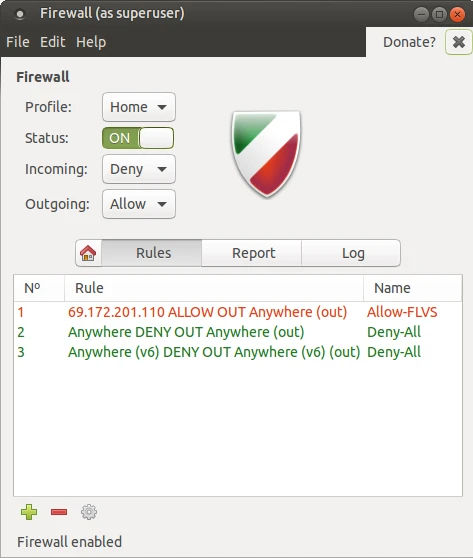 Firewall (as superuser)
File Edit Help Donate?
Firewall
Profile: Home
Status: ON
Incoming: Deny
Outgoing: Allow
Rules Report Log
Nº Rule Name
1 69.172.201.110 ALLOW OUT Anywhere (out) Allow-FLVS
2 Anywhere DENY OUT Anywhere (out) Deny-All
3 Anywhere (v6) DENY OUT Anywhere (v6) (out) Deny-All
Firewall enabled